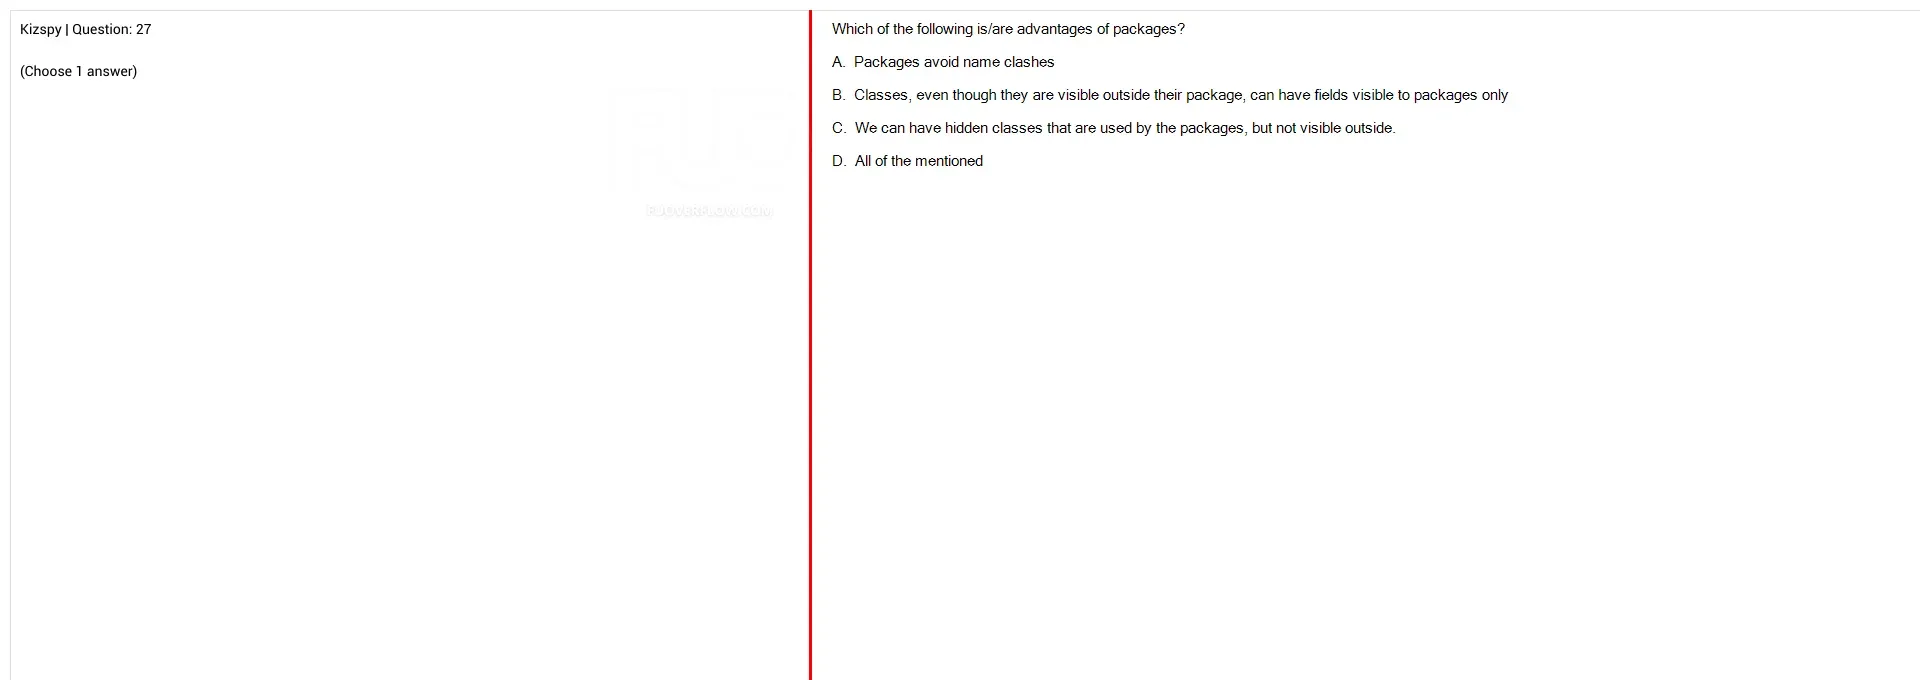 Kizspy | Question: 27
(Choose 1 answer)
FUOVERFLOW.COM
Which of the following is/are advantages of packages?
A. Packages avoid name clashes
B. Classes, even though they are visible outside their package, can have fields visible to packages only
C. We can have hidden classes that are used by the packages, but not visible outside.
D. All of the mentioned